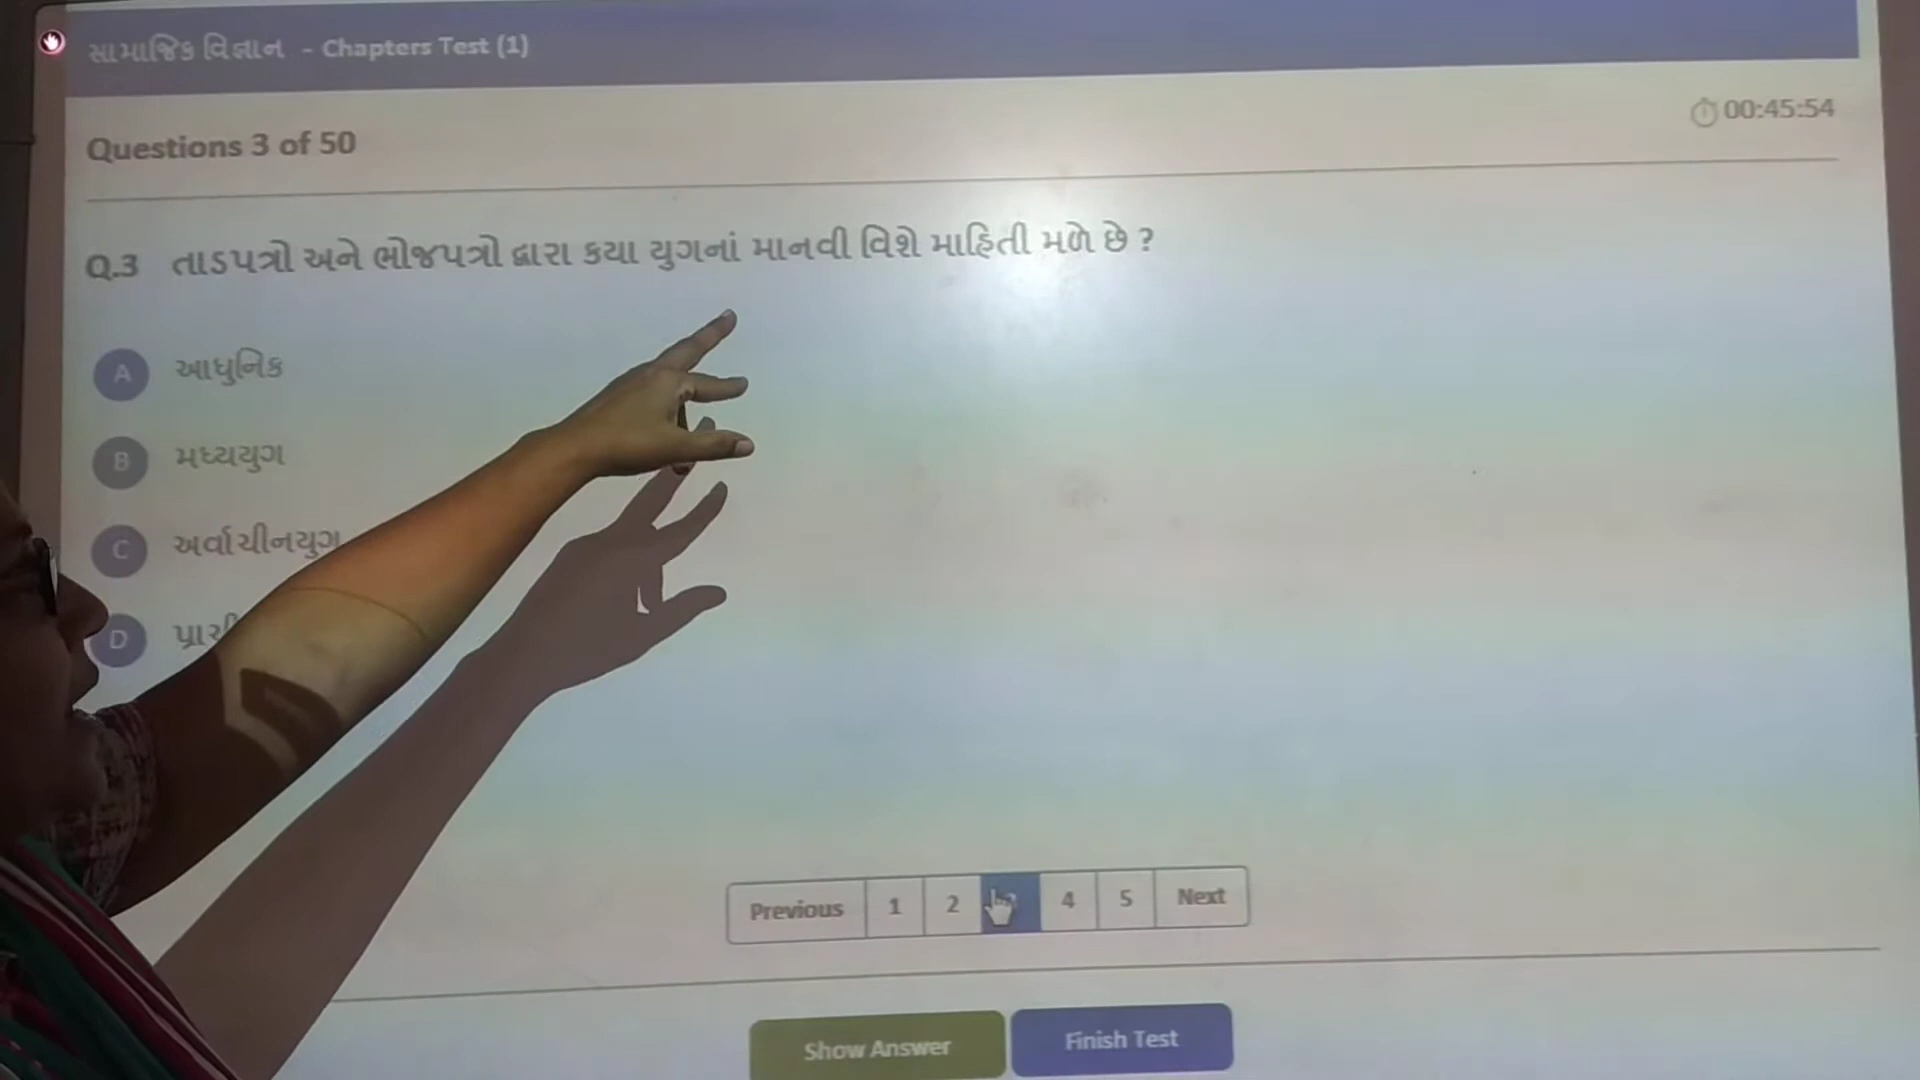 સામાજિક વિજ્ઞાન - Chapters Test (1)
00:45:54
Questions 3 of 50
Q.3 તાડપત્રો અને ભોજપત્રો દ્વારા કયા યુગનાં માનવી વિશે માહિતી મળે છે ?
A આધુનિક
B મધ્યયુગ
C અર્વાચીનયુગ
D
Previous 1 2 4 5 Next
Show Answer Finish Test